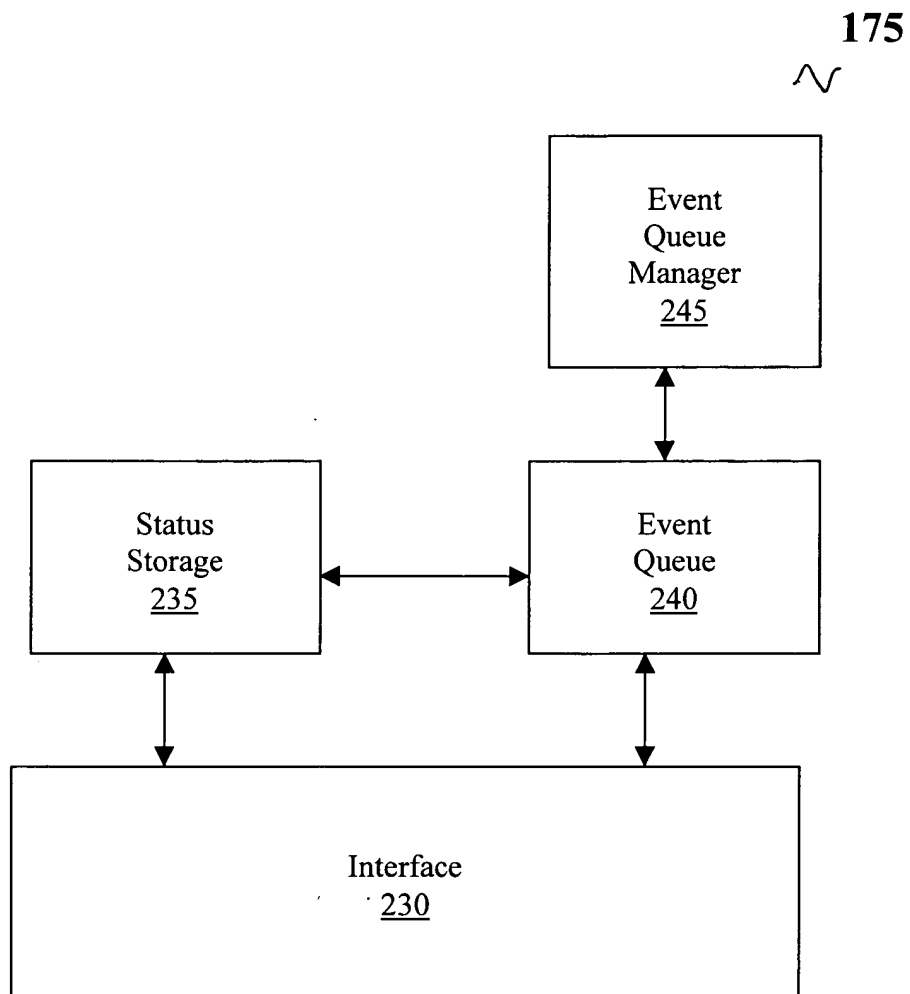 175
Event
Queue
Manager
245
Status
Storage
235
Event
Queue
240
Interface
230